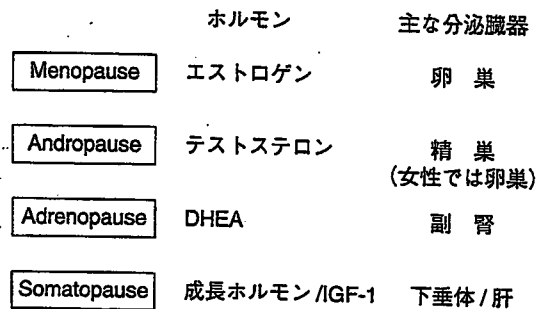 ホルモン 主な分泌臓器
Menopause エストロゲン 卵 巣
Andropause テストステロン 精 巣
(女性では卵巣)
Adrenopause DHEA 副 腎
Somatopause 成長ホルモン/IGF-1 下垂体/肝